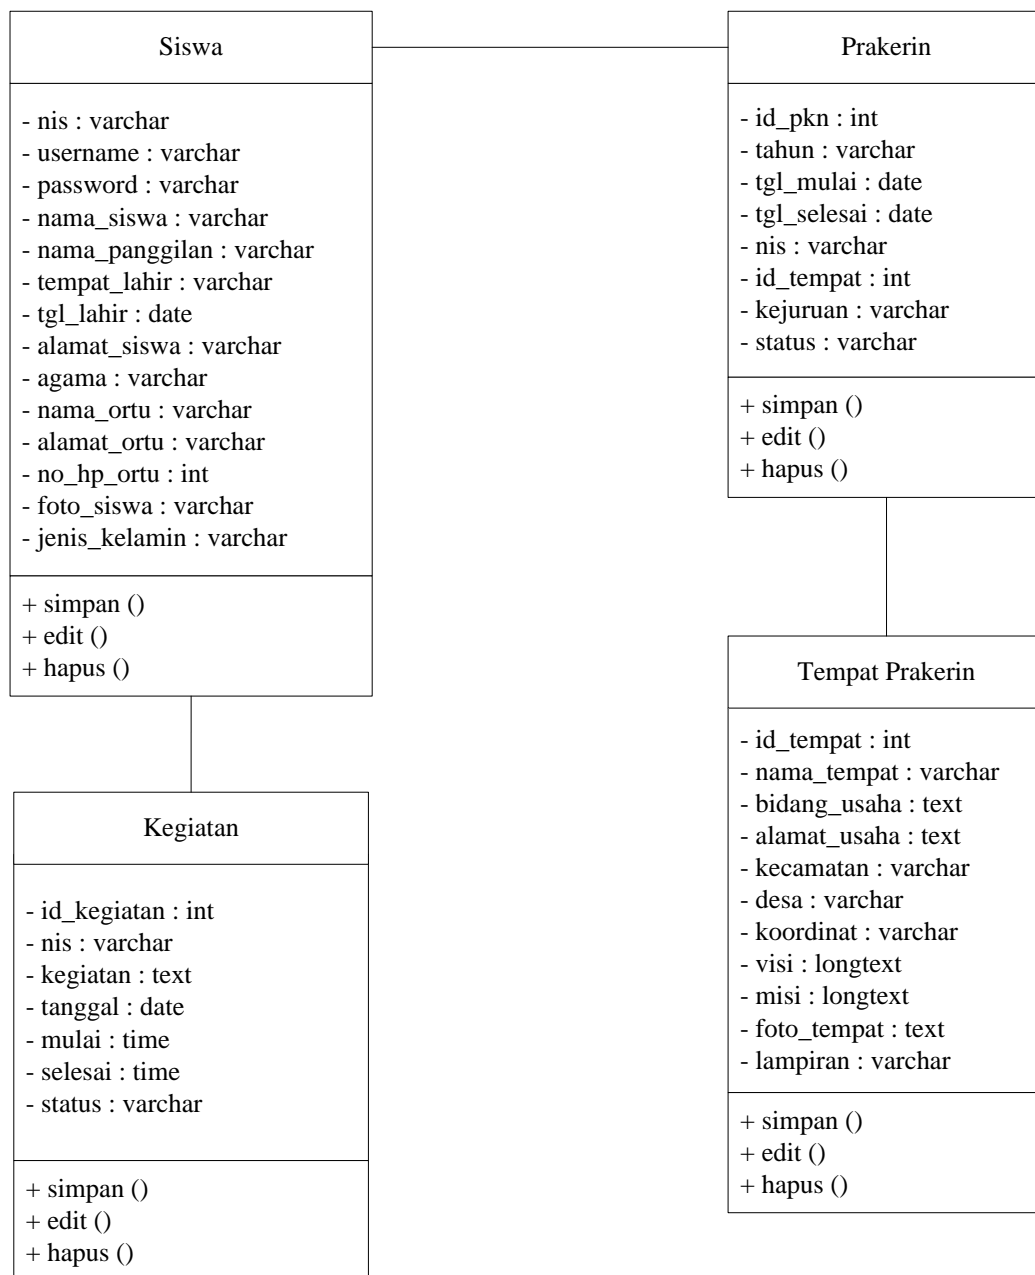 Siswa
- nis : varchar
- username : varchar
- password : varchar
- nama_siswa : varchar
- nama_panggilan : varchar
- tempat_lahir : varchar
- tgl_lahir : date
- alamat_siswa : varchar
- agama : varchar
- nama_ortu : varchar
- alamat_ortu : varchar
- no_hp_ortu : int
- foto_siswa : varchar
- jenis_kelamin : varchar
+ simpan ()
+ edit ()
+ hapus ()
Prakerin
- id_pkn : int
- tahun : varchar
- tgl_mulai : date
- tgl_selesai : date
- nis : varchar
- id_tempat : int
- kejuruan : varchar
- status : varchar
+ simpan ()
+ edit ()
+ hapus ()
Kegiatan
- id_kegiatan : int
- nis : varchar
- kegiatan : text
- tanggal : date
- mulai : time
- selesai : time
- status : varchar
+ simpan ()
+ edit ()
+ hapus ()
Tempat Prakerin
- id_tempat : int
- nama_tempat : varchar
- bidang_usaha : text
- alamat_usaha : text
- kecamatan : varchar
- desa : varchar
- koordinat : varchar
- visi : longtext
- misi : longtext
- foto_tempat : text
- lampiran : varchar
+ simpan ()
+ edit ()
+ hapus ()